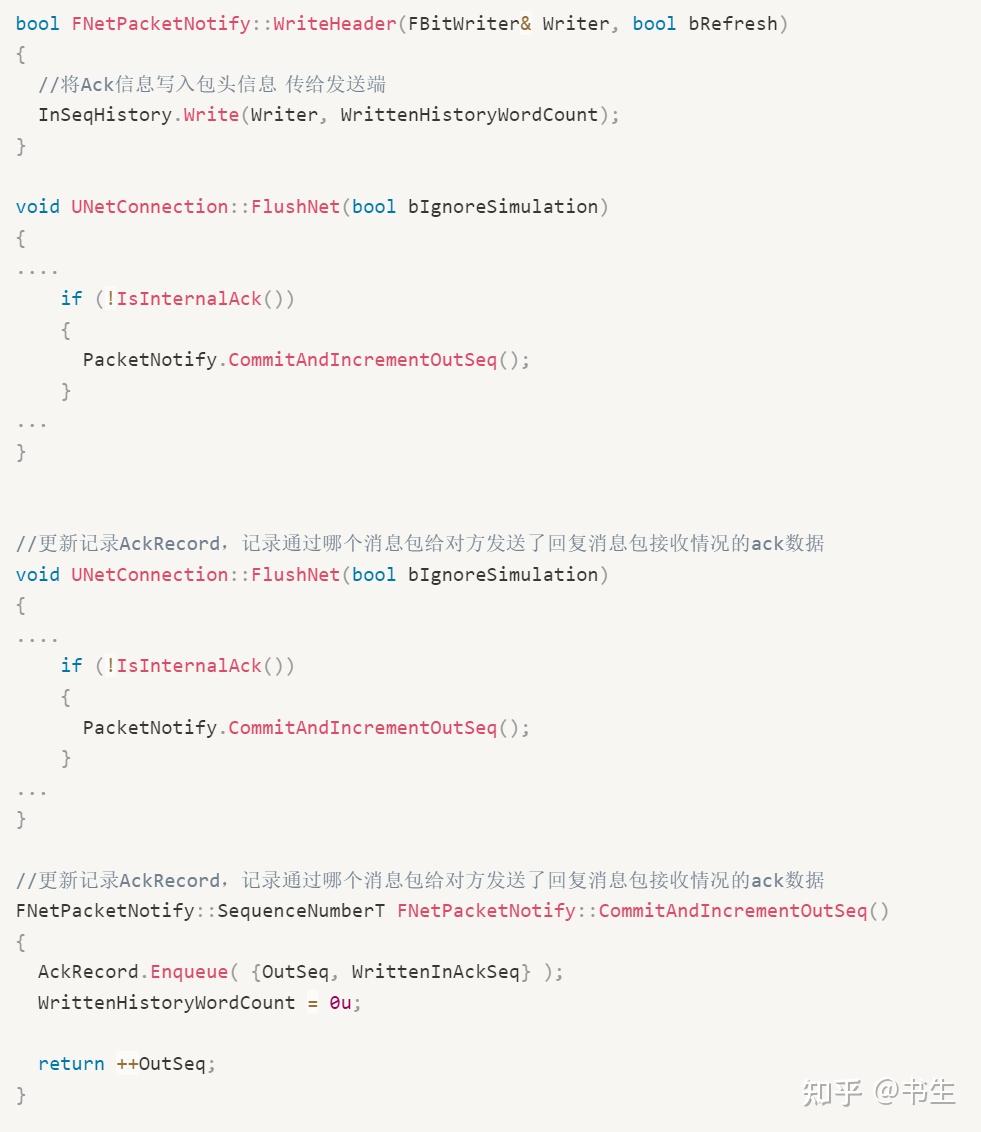 bool FNetPacketNotify::WriteHeader(FBitWriter& Writer, bool bRefresh)
{
  //将Ack信息写入包头信息 传给发送端
  InSeqHistory.Write(Writer, WrittenHistoryWordCount);
}
void UNetConnection::FlushNet(bool bIgnoreSimulation)
{
....
    if (!IsInternalAck())
    {
      PacketNotify.CommitAndIncrementOutSeq();
    }
...
}
//更新记录AckRecord，记录通过哪个消息包给对方发送了回复消息包接收情况的ack数据
void UNetConnection::FlushNet(bool bIgnoreSimulation)
{
....
    if (!IsInternalAck())
    {
      PacketNotify.CommitAndIncrementOutSeq();
    }
...
}
//更新记录AckRecord，记录通过哪个消息包给对方发送了回复消息包接收情况的ack数据
FNetPacketNotify::SequenceNumberT FNetPacketNotify::CommitAndIncrementOutSeq()
{
  AckRecord.Enqueue( {OutSeq, WrittenInAckSeq} );
  WrittenHistoryWordCount = 0u;
  return ++OutSeq;
}
知乎 @书生